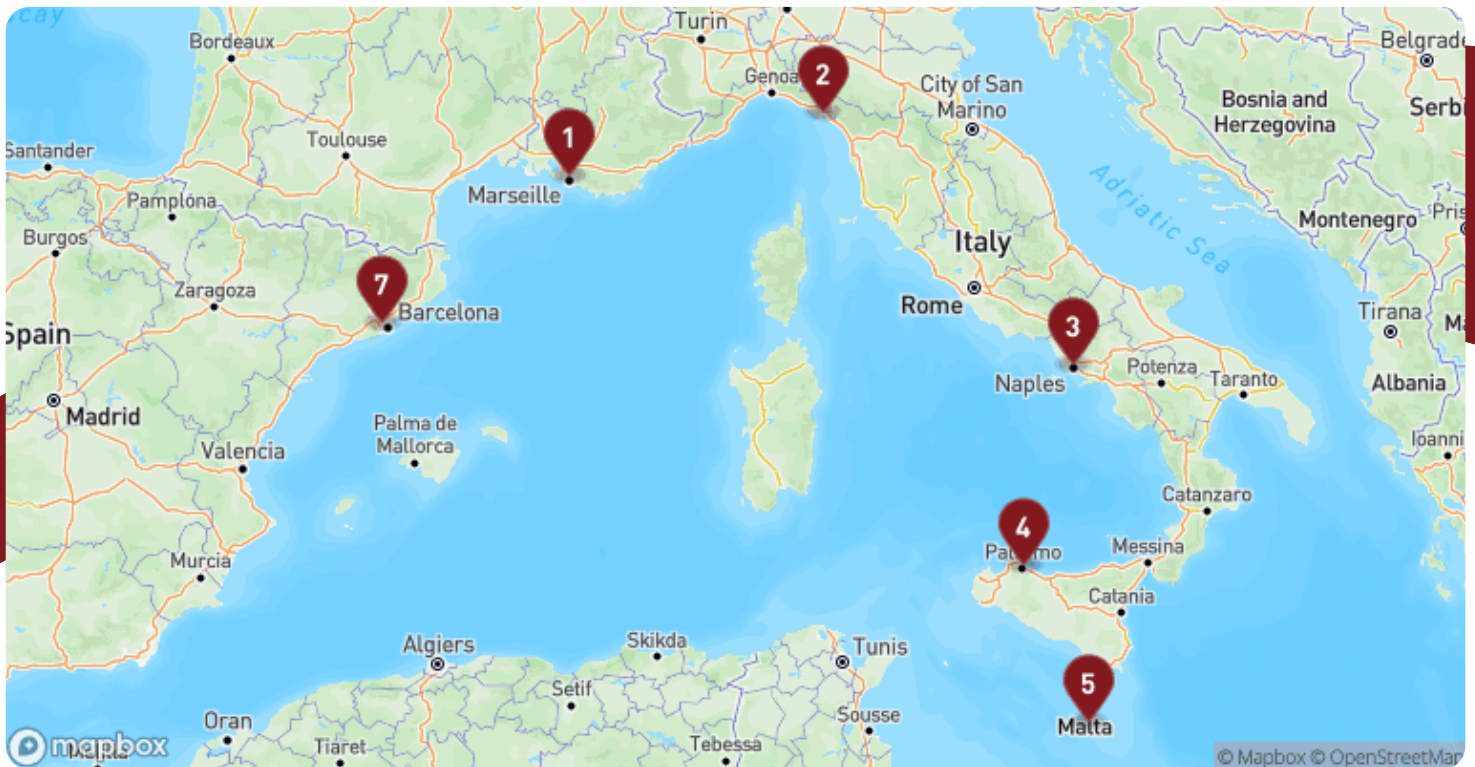 cay
Bordeaux
Turin
Belgrade
Genoa
2
City of San
Marino
Bosnia and
Herzegovina
Serbi
1
Santander
Toulouse
Marseille
Adriatic Sea
Pamplona
Montenegro
Pris
Burgos
Italy
7
Zaragoza
Barcelona
Rome
3
Tirana
Ma
Spain
Naples
Potenza
Taranto
Albania
Madrid
Palma de
Mallorca
Valencia
Ioanni
Catanzaro
4
Murcia
Palermo
Messina
Catania
Algiers
Skikda
Tunis
5
Setif
Malta
Oran
Sousse
mapbox
Tiaret
Tebessa
© Mapbox © OpenStreetMap